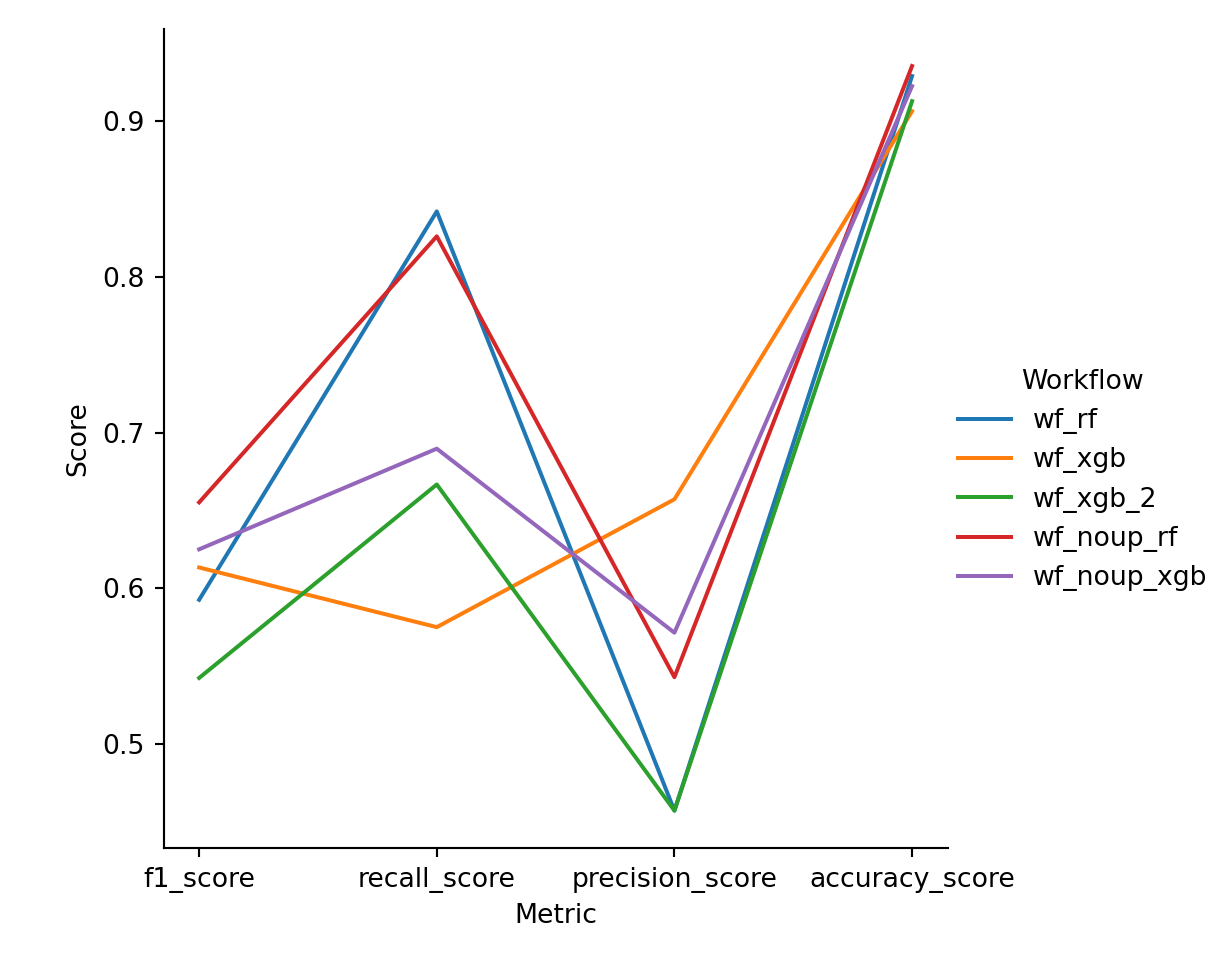 0.9
0.8
0.7
0.6
0.5
Score
f1_score recall_score precision_score accuracy_score
Metric
Workflow
wf_rf
wf_xgb
wf_xgb_2
wf_noup_rf
wf_noup_xgb